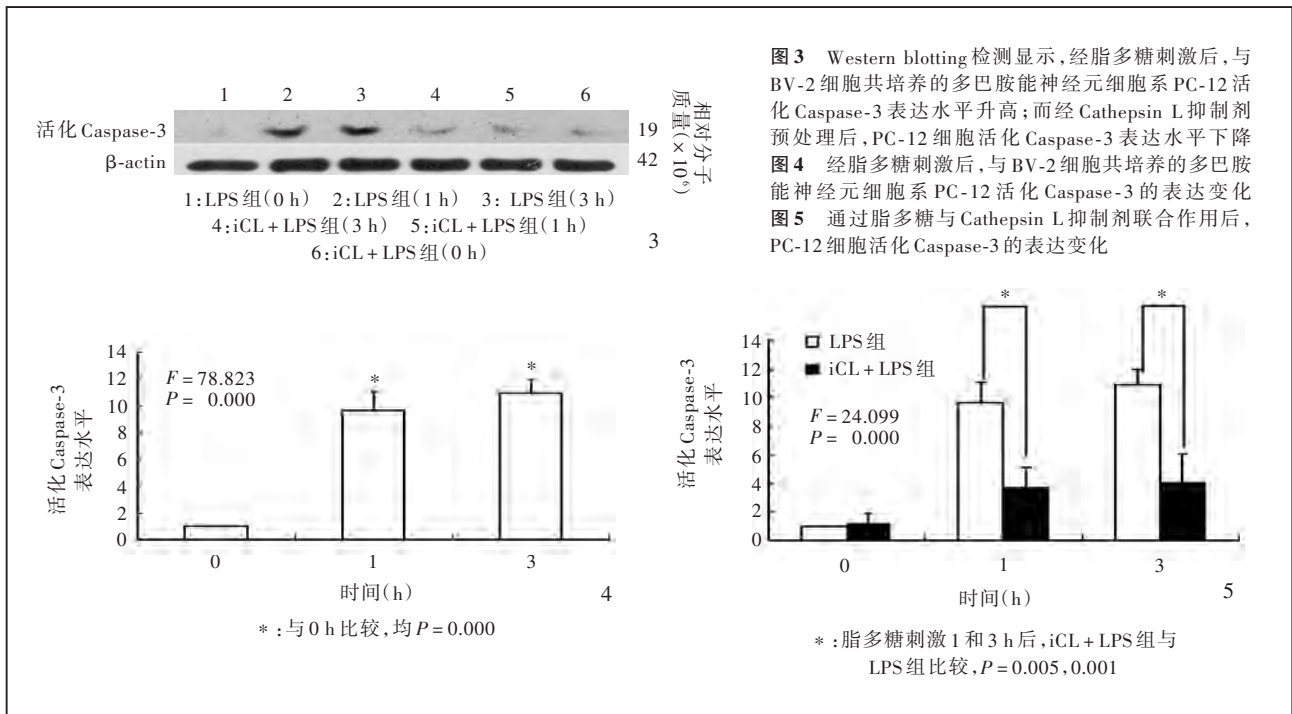 1 2 3 4 5 6
活化Caspase-3
19
β-actin
42
相对分子
质量(×10⁶)
1:LPS组(0 h) 2:LPS组(1 h) 3: LPS组(3 h)
4:iCL+LPS组(3 h) 5:iCL+LPS组(1 h)
6:iCL+LPS组(0 h)
3
图3 Western blotting检测显示,经脂多糖刺激后,与
BV-2细胞共培养的多巴胺能神经元细胞系PC-12活
化Caspase-3表达水平升高;而经Cathepsin L抑制剂
预处理后,PC-12细胞活化Caspase-3表达水平下降
图4 经脂多糖刺激后,与BV-2细胞共培养的多巴胺
能神经元细胞系PC-12活化Caspase-3的表达变化
图5 通过脂多糖与Cathepsin L抑制剂联合作用后,
PC-12细胞活化Caspase-3的表达变化
活化Caspase-3
表达水平
14
12
10
8
6
4
2
0
F=78.823
P= 0.000
*
*
0 1 3
时间(h)
4
*:与0 h比较,均P=0.000
活化Caspase-3
表达水平
14
12
10
8
6
4
2
0
LPS组
iCL+LPS组
F=24.099
P= 0.000
*
*
0 1 3
时间(h)
5
*:脂多糖刺激1和3 h后,iCL+LPS组与
LPS组比较,P=0.005,0.001